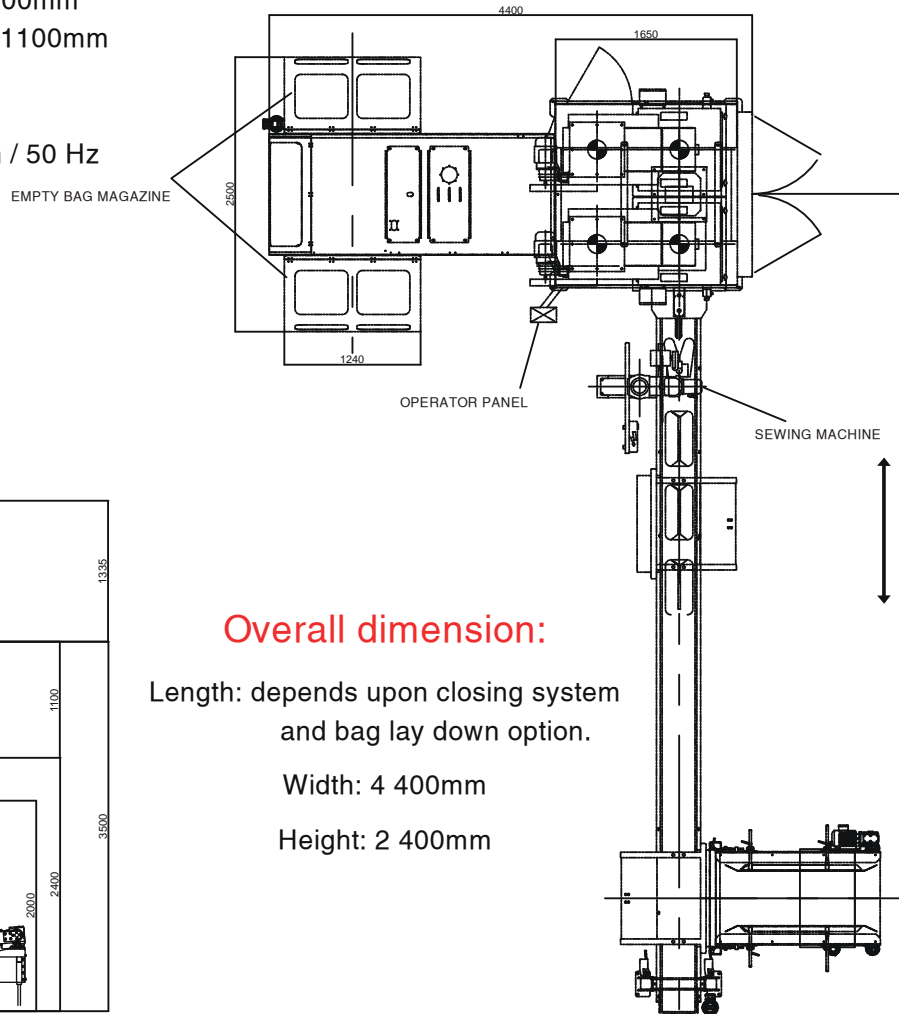 00mm
1100mm
/ 50 Hz
4400
1650
EMPTY BAG MAGAZINE
2500
1240
OPERATOR PANEL
SEWING MACHINE
1335
1100
3500
2400
2000
Overall dimension:
Length: depends upon closing system
and bag lay down option.
Width: 4 400mm
Height: 2 400mm